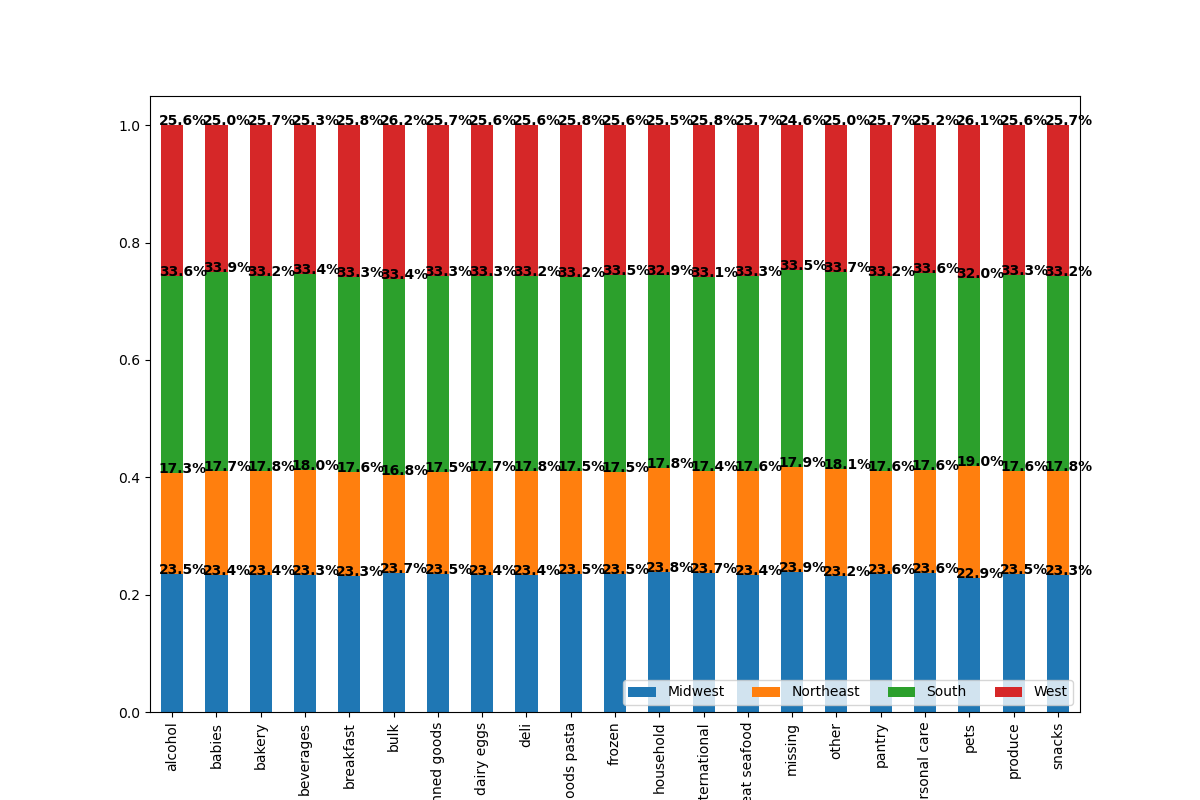 25.6% 25.0% 25.7% 25.3% 25.8% 26.2% 25.7% 25.6% 25.6% 25.8% 25.6% 25.5% 25.8% 25.7% 24.6% 25.0% 25.7% 25.2% 26.1% 25.6% 25.7%
1.0
0.8
33.6% 33.9% 33.2% 33.4% 33.3% 33.4% 33.3% 33.3% 33.2% 33.2% 33.5% 32.9% 33.1% 33.3% 33.5% 33.7% 33.2% 33.6% 32.0% 33.3% 33.2%
0.6
0.4
17.3% 17.7% 17.8% 18.0% 17.6% 16.8% 17.5% 17.7% 17.8% 17.5% 17.5% 17.8% 17.4% 17.6% 17.9% 18.1% 17.6% 17.6% 19.0% 17.6% 17.8%
23.5% 23.4% 23.4% 23.3% 23.3% 23.7% 23.5% 23.4% 23.4% 23.5% 23.5% 23.8% 23.7% 23.4% 23.9% 23.2% 23.6% 23.6% 22.9% 23.5% 23.3%
0.2
0.0
Midwest Northeast South West
alcohol
babies
bakery
beverages
breakfast
bulk
nned goods
dairy eggs
deli
oods pasta
frozen
household
ternational
eat seafood
missing
other
pantry
rsonal care
pets
produce
snacks